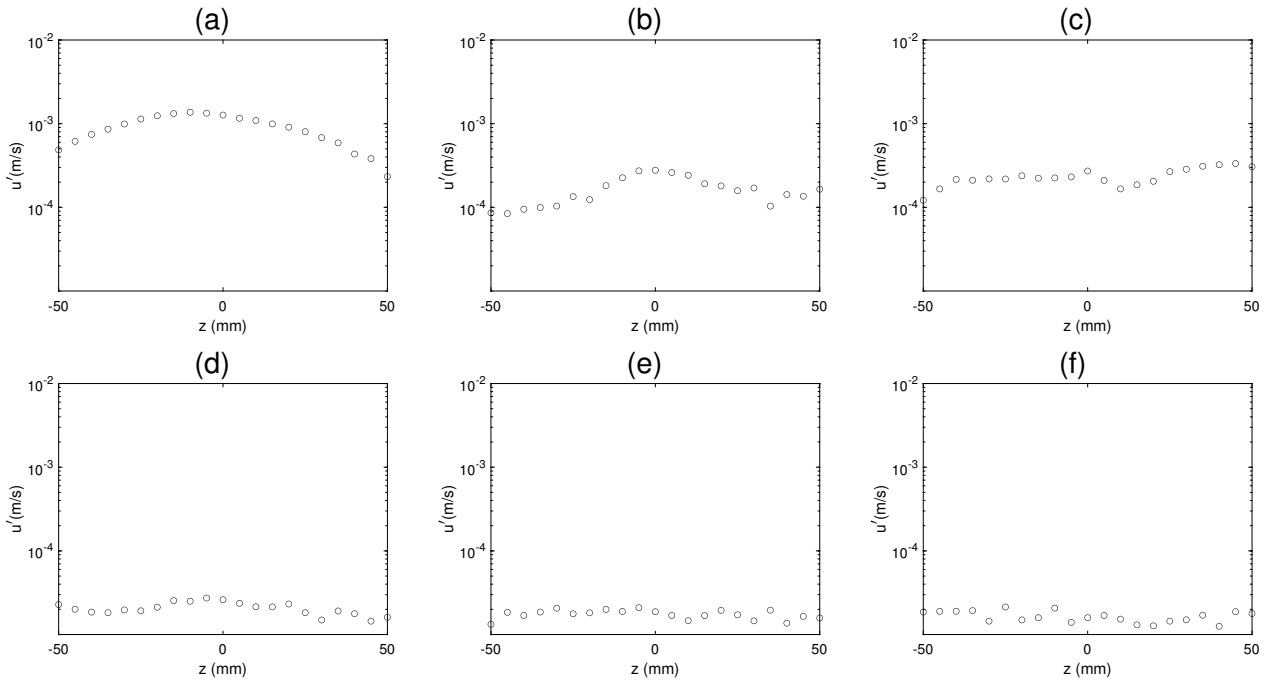 (a) (b) (c)
10⁻² 10⁻² 10⁻²
10⁻³ 10⁻³ 10⁻³
u′(m/s) u′(m/s) u′(m/s)
10⁻⁴ 10⁻⁴ 10⁻⁴
-50 0 50 -50 0 50 -50 0 50
z (mm) z (mm) z (mm)
(d) (e) (f)
10⁻² 10⁻² 10⁻²
10⁻³ 10⁻³ 10⁻³
u′(m/s) u′(m/s) u′(m/s)
10⁻⁴ 10⁻⁴ 10⁻⁴
-50 0 50 -50 0 50 -50 0 50
z (mm) z (mm) z (mm)